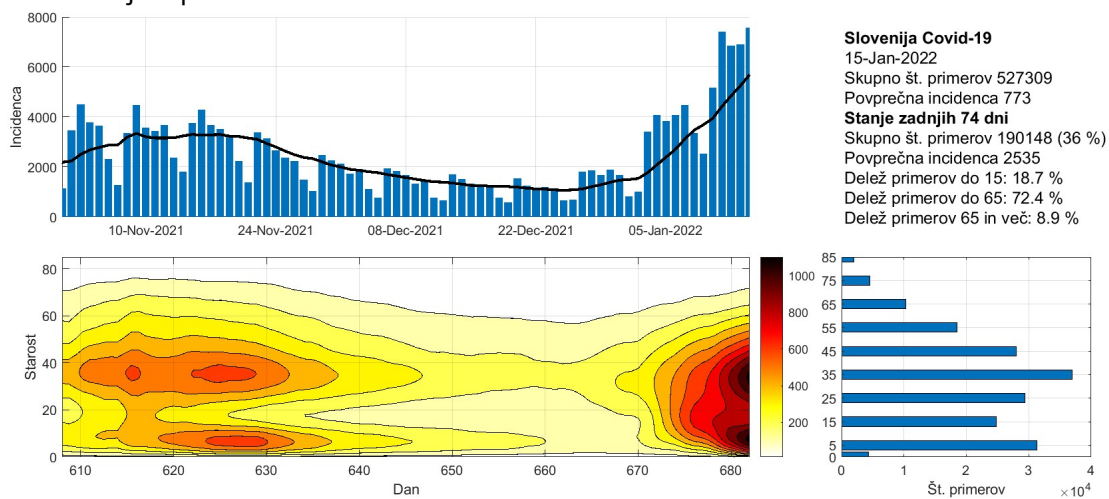 8000
6000
4000
2000
0
Incidenca
10-Nov-2021
24-Nov-2021
08-Dec-2021
22-Dec-2021
05-Jan-2022
Slovenija Covid-19
15-Jan-2022
Skupno št. primerov 527309
Povprečna incidenca 773
Stanje zadnjih 74 dni
Skupno št. primerov 190148 (36 %)
Povprečna incidenca 2535
Delež primerov do 15: 18.7 %
Delež primerov do 65: 72.4 %
Delež primerov 65 in več: 8.9 %
80
60
40
20
0
Starost
610
620
630
640
650
660
670
680
Dan
1000
800
600
400
200
85
75
65
55
45
35
25
15
5
0
0
1
2
3
4
×10⁴
Št. primerov